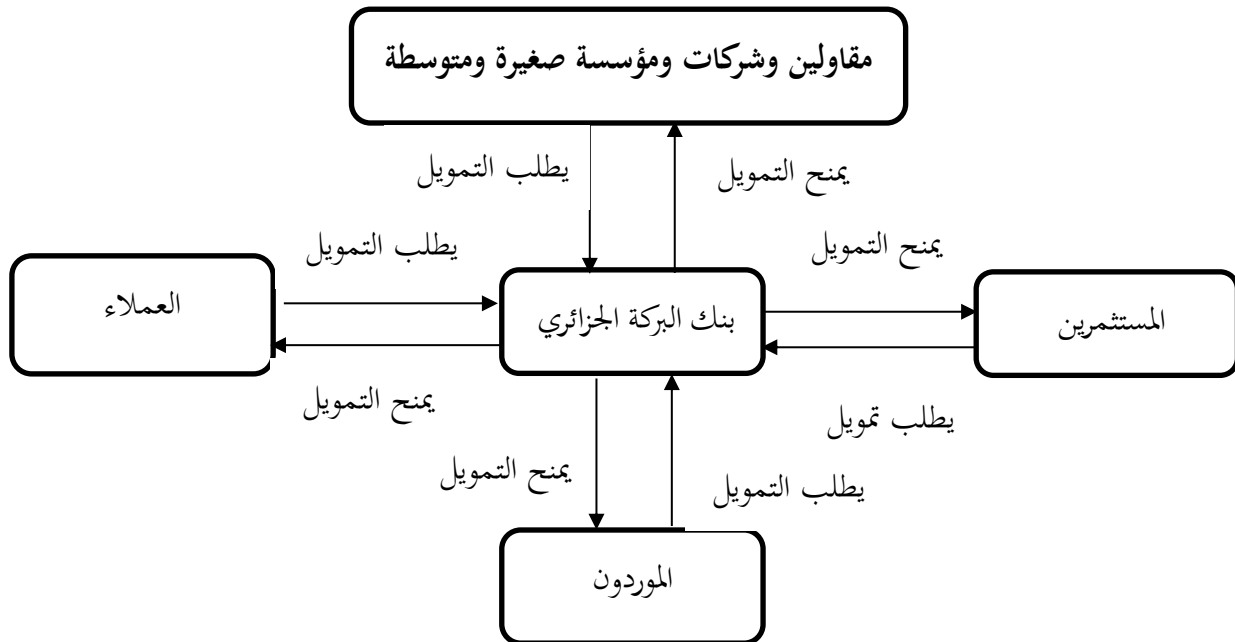 مقاولين وشركات ومؤسسة صغيرة ومتوسطة
يمنح التمويل
يطلب التمويل
يمنح التمويل
يطلب التمويل
المستثمرين
بنك البركة الجزائري
العملاء
يطلب تمويل
يمنح التمويل
يطلب التمويل
يمنح التمويل
الموردون